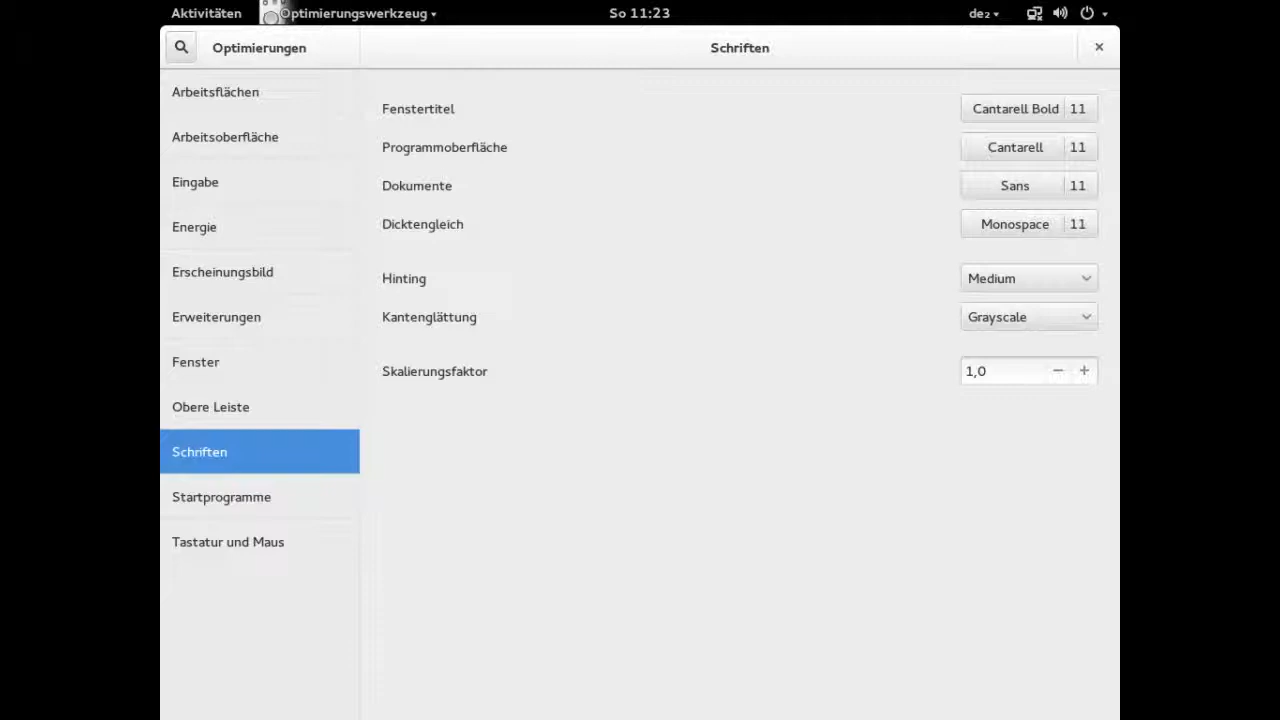 Aktivitäten Optimierungswerkzeug So 11:23 de2
Optimierungen Schriften
Arbeitsflächen
Arbeitsoberfläche
Eingabe
Energie
Erscheinungsbild
Erweiterungen
Fenster
Obere Leiste
Schriften
Startprogramme
Tastatur und Maus
Fenstertitel Cantarell Bold 11
Programmoberfläche Cantarell 11
Dokumente Sans 11
Dicktengleich Monospace 11
Hinting Medium
Kantenglättung Grayscale
Skalierungsfaktor 1,0